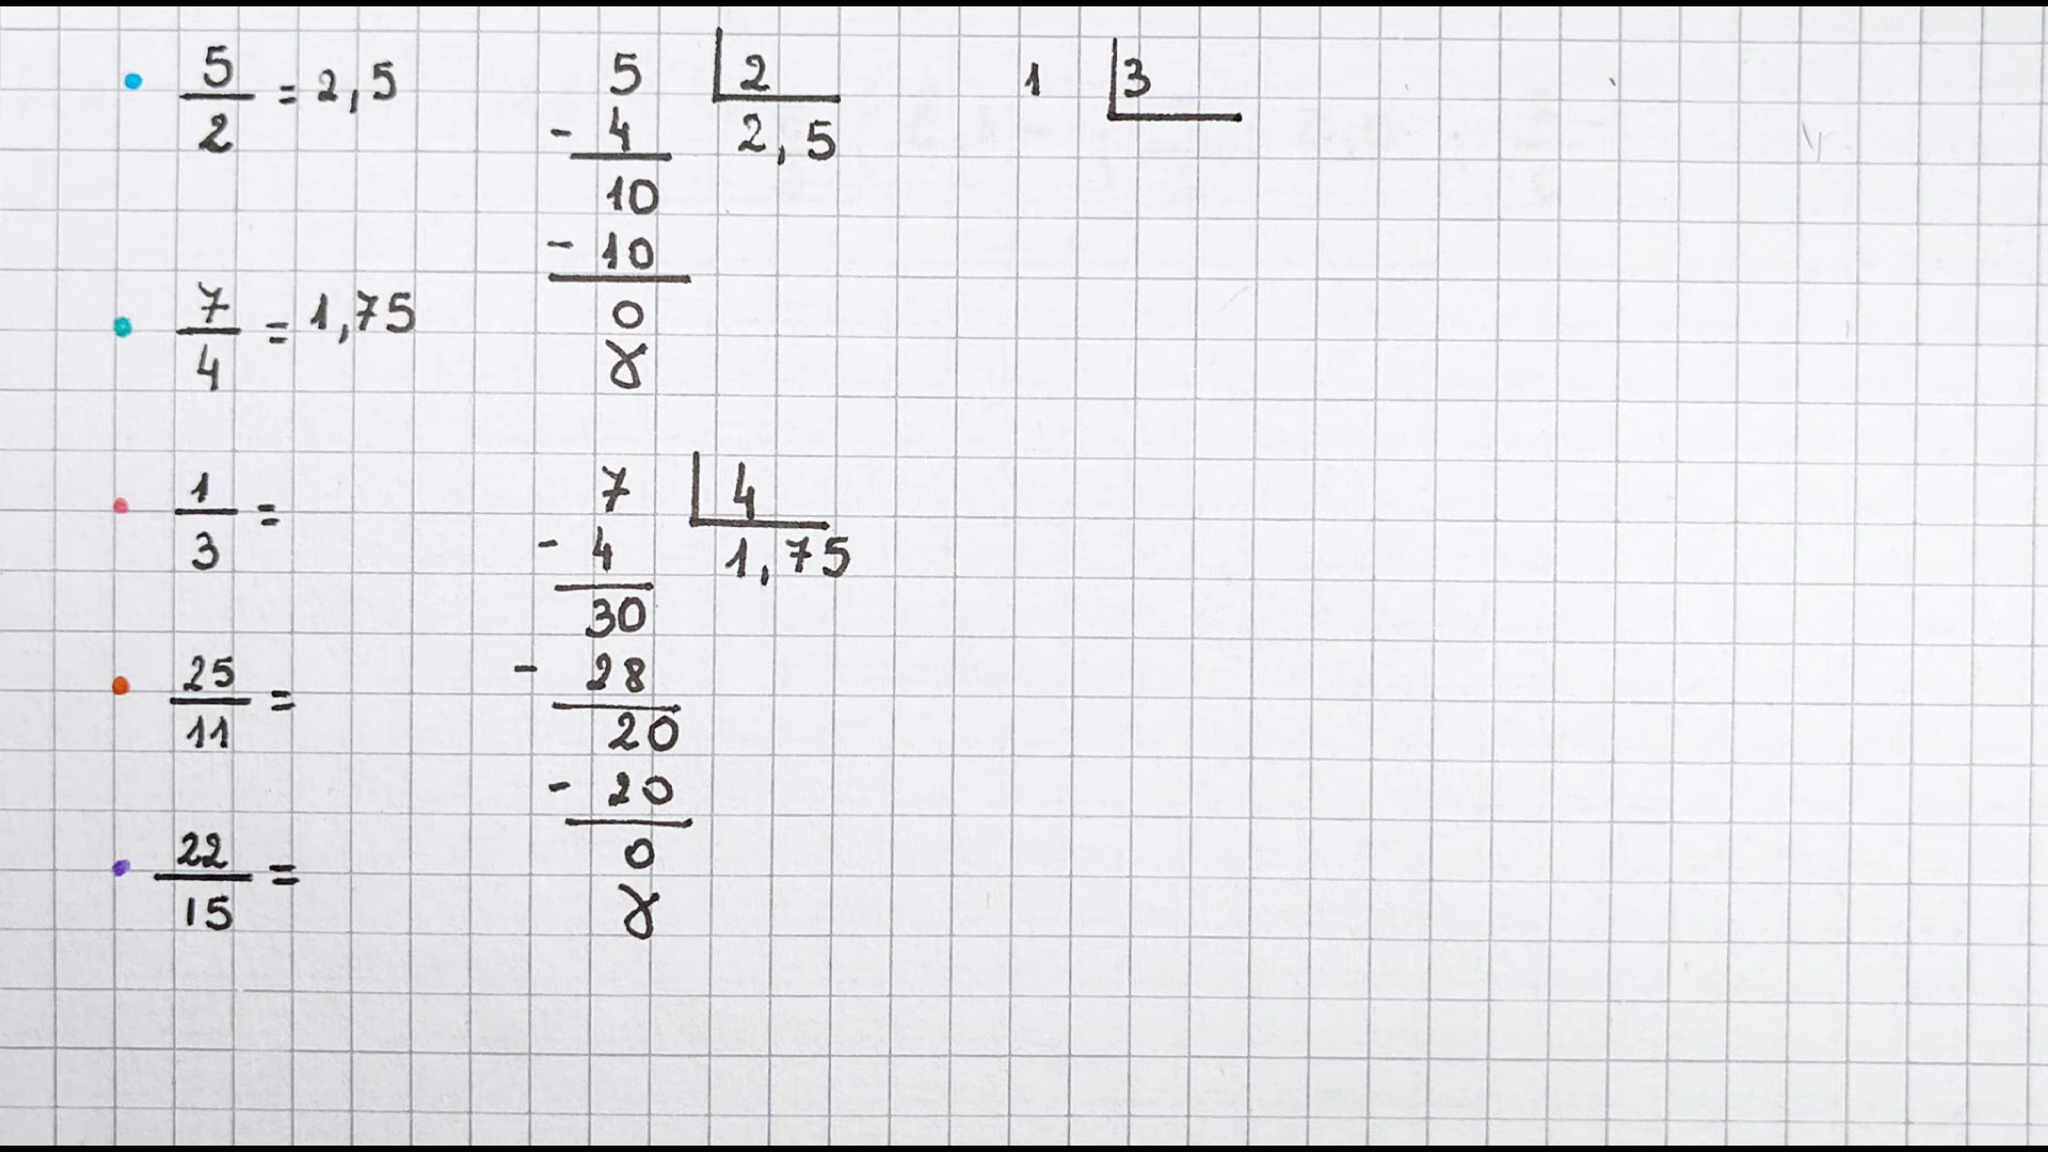 5/2 = 2,5
7/4 = 1,75
1/3 =
25/11 =
22/15 =
5 | 2
- 4 2,5
10
- 10
0
7 | 4
- 4 1,75
30
- 28
20
- 20
0
1 | 3